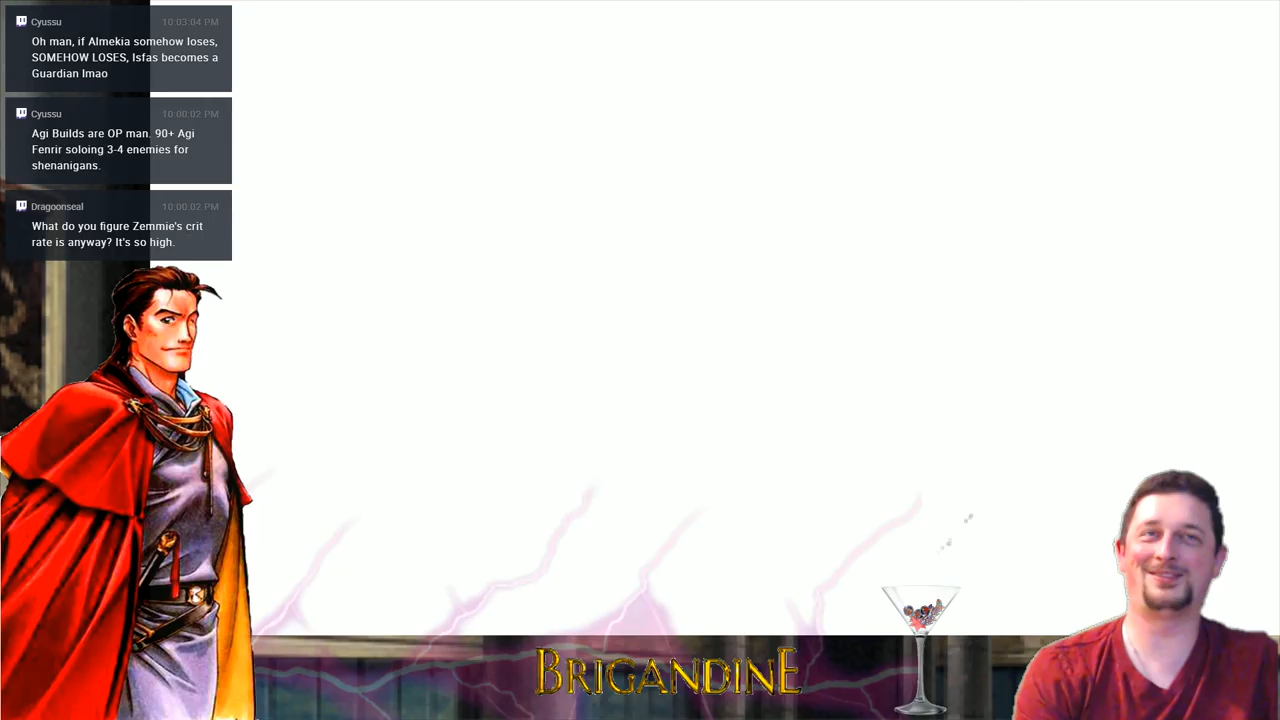 Cyussu 10:03:04 PM
Oh man, if Almekia somehow loses,
SOMEHOW LOSES, Isfas becomes a
Guardian lmao
Cyussu 10:00:02 PM
Agi Builds are OP man. 90+ Agi
Fenrir soloing 3-4 enemies for
shenanigans.
Dragoonseal 10:00:02 PM
What do you figure Zemmie's crit
rate is anyway? It's so high.
BRIGANDINE